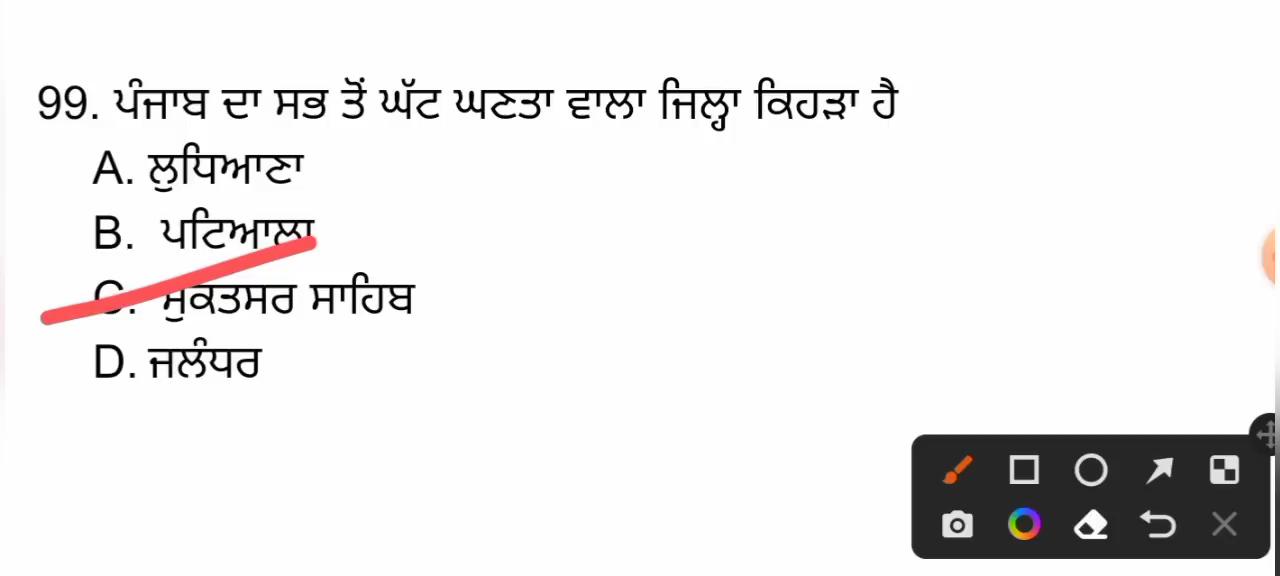 99. ਪੰਜਾਬ ਦਾ ਸਭ ਤੋਂ ਘੱਟ ਘਣਤਾ ਵਾਲਾ ਜਿਲ੍ਹਾ ਕਿਹੜਾ ਹੈ
A. ਲੁਧਿਆਣਾ
B. ਪਟਿਆਲਾ
C. ਮੁਕਤਸਰ ਸਾਹਿਬ
D. ਜਲੰਧਰ